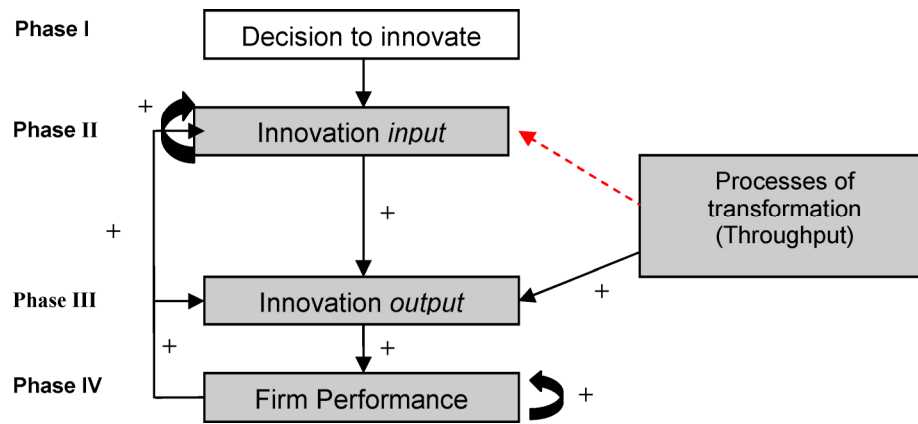 Phase I
Decision to innovate
+
Phase II
Innovation input
Processes of
transformation
(Throughput)
+
+
Phase III
Innovation output
+
+
+
Phase IV
Firm Performance
+